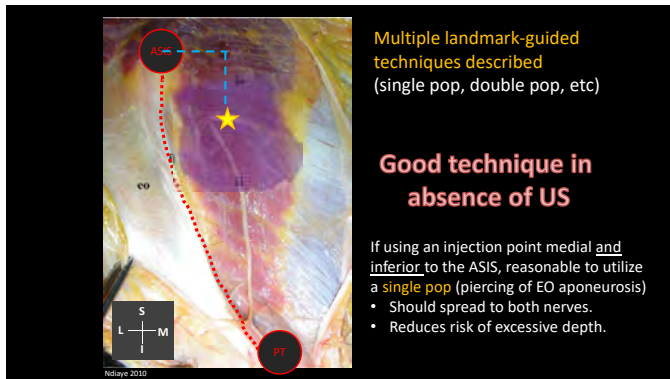 ASIS
Multiple landmark-guided
techniques described
(single pop, double pop, etc)
Good technique in
absence of US
eo
ii
If using an injection point medial and
inferior to the ASIS, reasonable to utilize
a single pop (piercing of EO aponeurosis)
• Should spread to both nerves.
• Reduces risk of excessive depth.
S
L M
I
PT
Ndiaye 2010